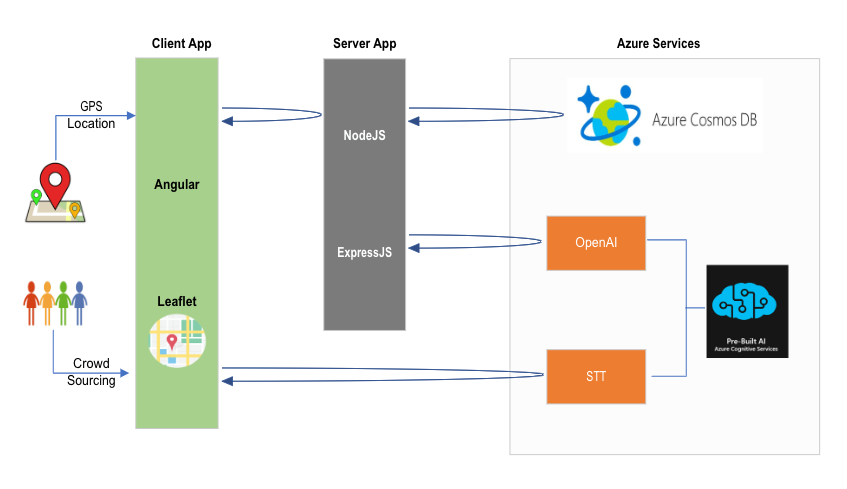 Client App
Server App
Azure Services
GPS
Location
Azure Cosmos DB
NodeJS
Angular
OpenAI
ExpressJS
Leaflet
Pre-Built AI
Azure Cognitive Services
Crowd
Sourcing
STT